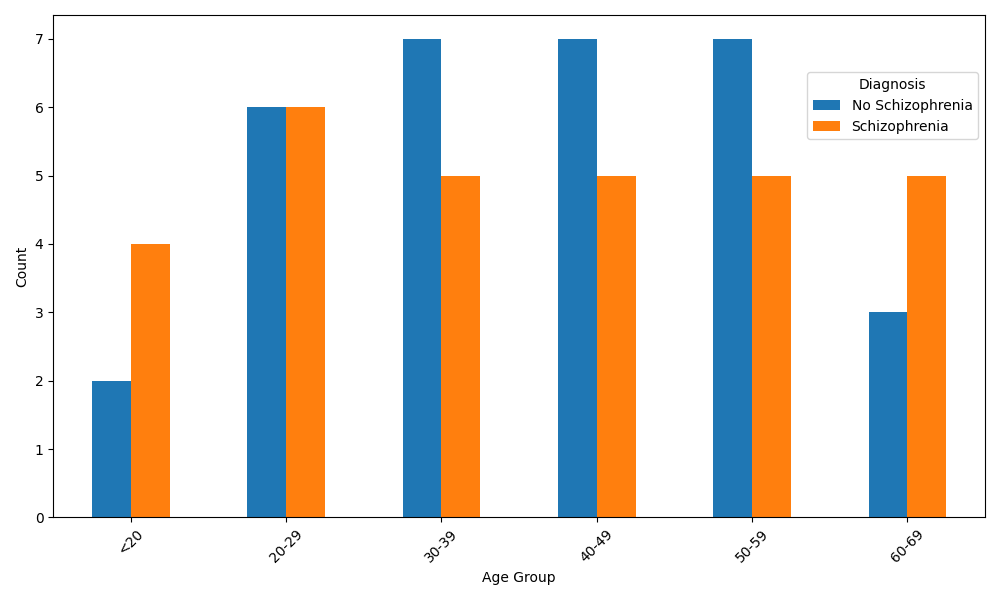 7
6
5
4
3
2
1
0
Count
Diagnosis
No Schizophrenia
Schizophrenia
<20
20-29
30-39
40-49
50-59
60-69
Age Group